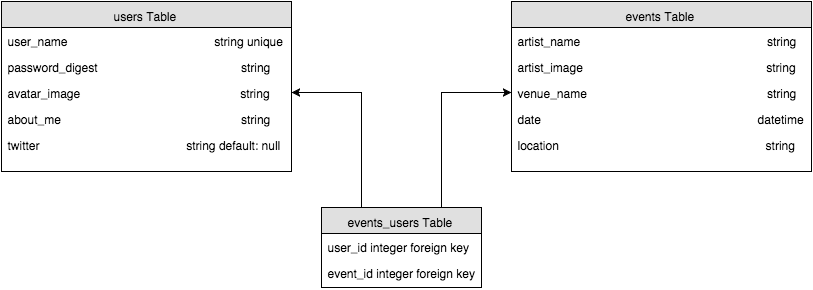 users Table
user_name string unique
password_digest string
avatar_image string
about_me string
twitter string default: null
events Table
artist_name string
artist_image string
venue_name string
date datetime
location string
events_users Table
user_id integer foreign key
event_id integer foreign key